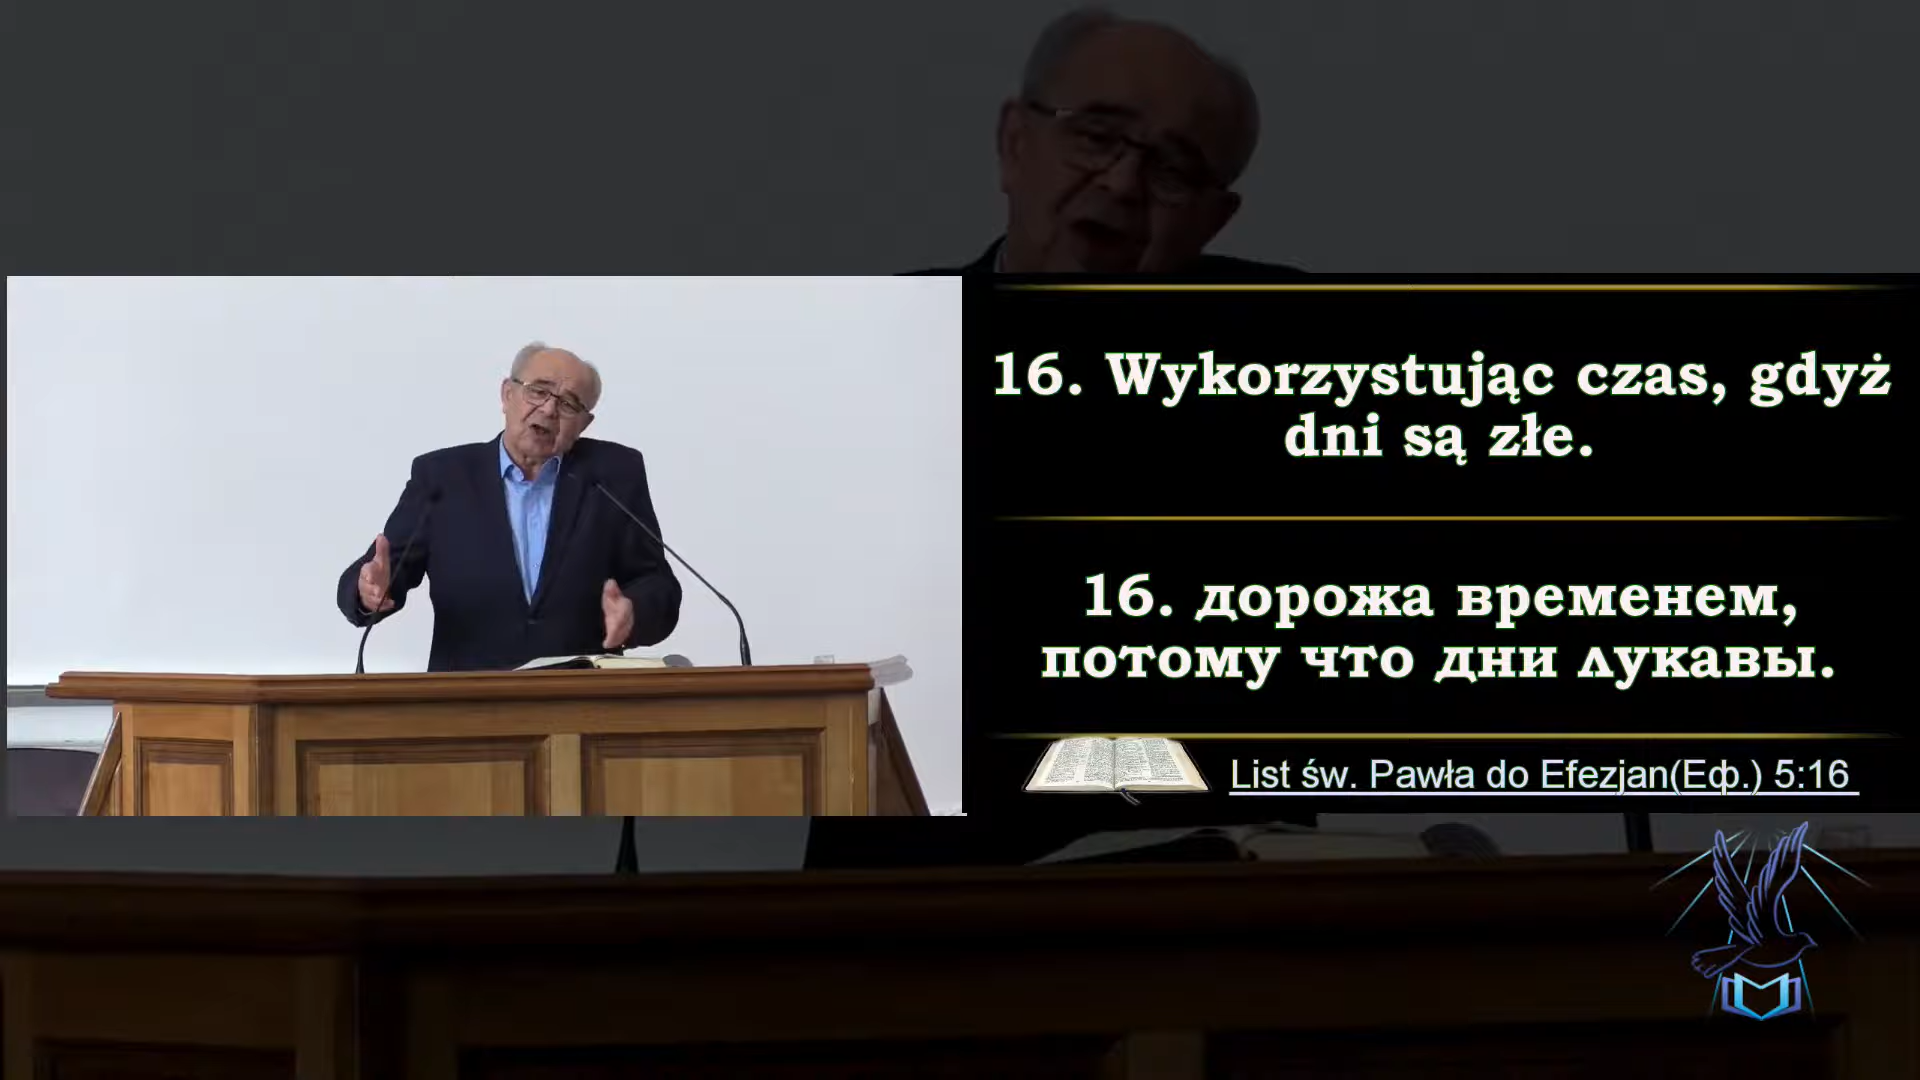 16. Wykorzystując czas, gdyż
dni są złe.
16. дорожа временем,
потому что дни лукавы.
List św. Pawła do Efezjan(Еф.) 5:16